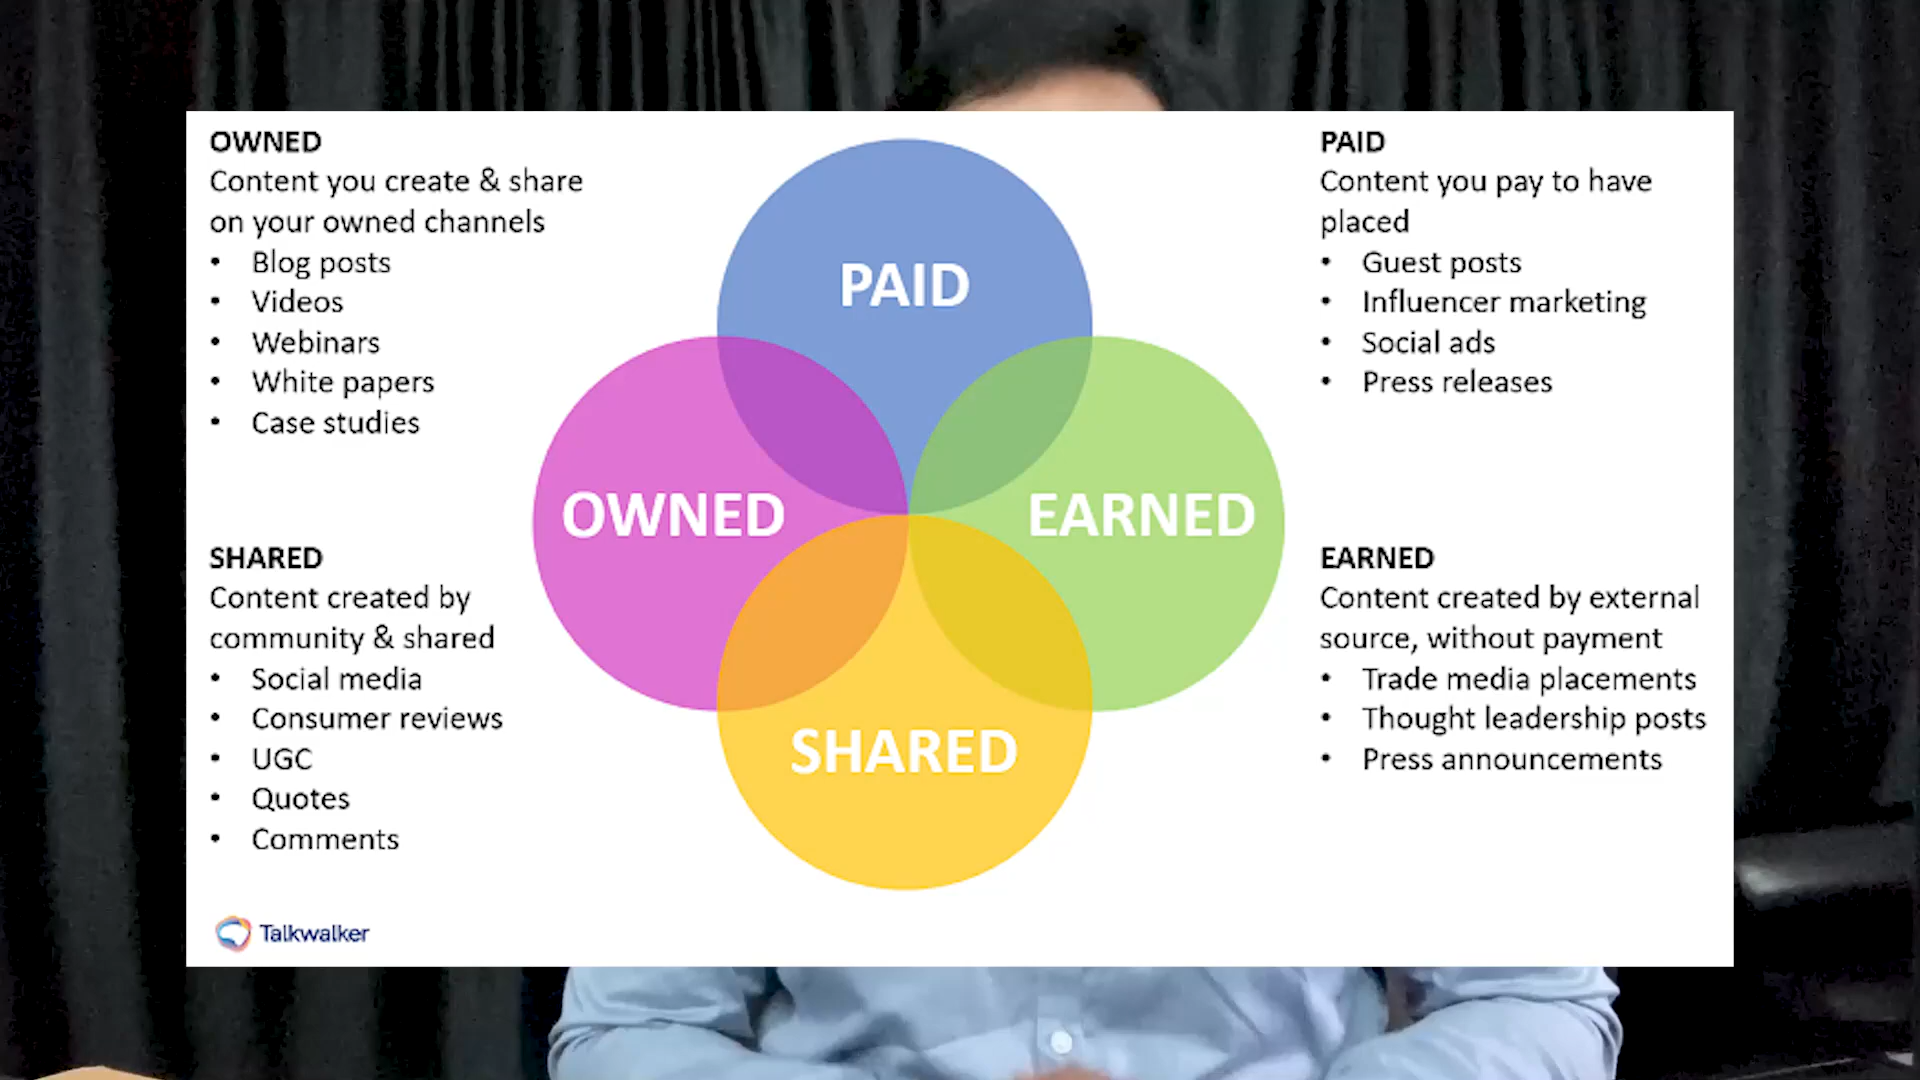 OWNED
Content you create & share
on your owned channels
• Blog posts
• Videos
• Webinars
• White papers
• Case studies
SHARED
Content created by
community & shared
• Social media
• Consumer reviews
• UGC
• Quotes
• Comments
PAID
OWNED
EARNED
SHARED
PAID
Content you pay to have
placed
• Guest posts
• Influencer marketing
• Social ads
• Press releases
EARNED
Content created by external
source, without payment
• Trade media placements
• Thought leadership posts
• Press announcements
Talkwalker